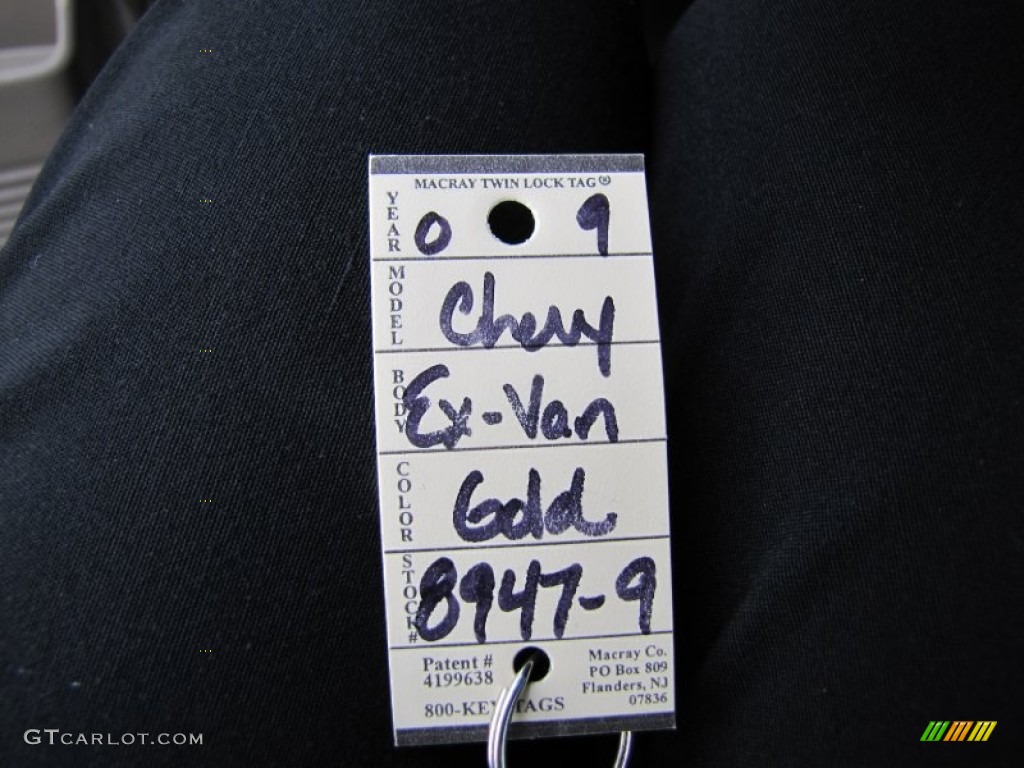 MACRAY TWIN LOCK TAG®
YEAR 0 9
MODEL Chevy
BODY Ex-Van
COLOR Gold
STOCK# 8947-9
Patent #
4199638
Macray Co.
PO Box 809
Flanders, NJ
07836
800-KEY TAGS
GTCARLOT.COM